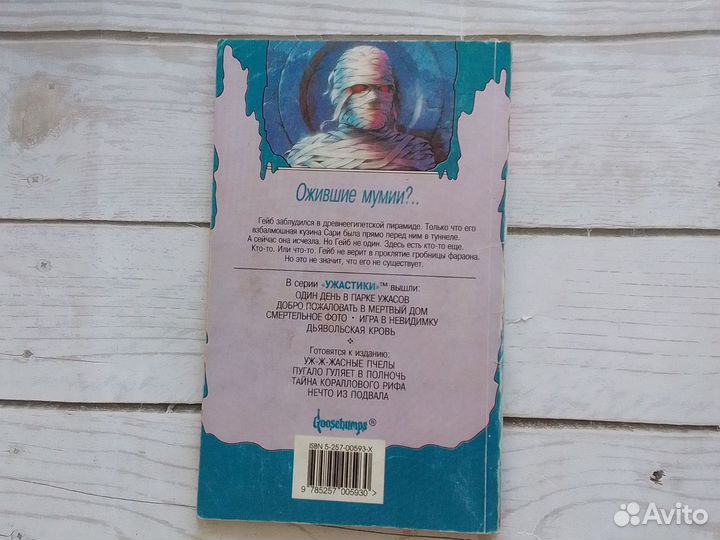 Ожившие мумии?..
Гейб заблудился в древнеегипетской пирамиде. Только что его
взбалмошная кузина Сари была прямо перед ним в туннеле.
А сейчас она исчезла. Но Гейб не один. Здесь есть кто-то еще.
Кто-то. Или что-то. Гейб не верит в проклятие гробницы фараона.
Но это не значит, что его не существует.
В серии «УЖАСТИКИ»™ вышли:
ОДИН ДЕНЬ В ПАРКЕ УЖАСОВ
ДОБРО ПОЖАЛОВАТЬ В МЕРТВЫЙ ДОМ
СМЕРТЕЛЬНОЕ ФОТО • ИГРА В НЕВИДИМКУ
ДЬЯВОЛЬСКАЯ КРОВЬ
Готовятся к изданию:
УЖ-Ж-ЖАСНЫЕ ПЧЕЛЫ
ПУГАЛО ГУЛЯЕТ В ПОЛНОЧЬ
ТАЙНА КОРАЛЛОВОГО РИФА
НЕЧТО ИЗ ПОДВАЛА
Goosebumps®
ISBN 5-257-00593-X
9 785257 005930 >
Avito